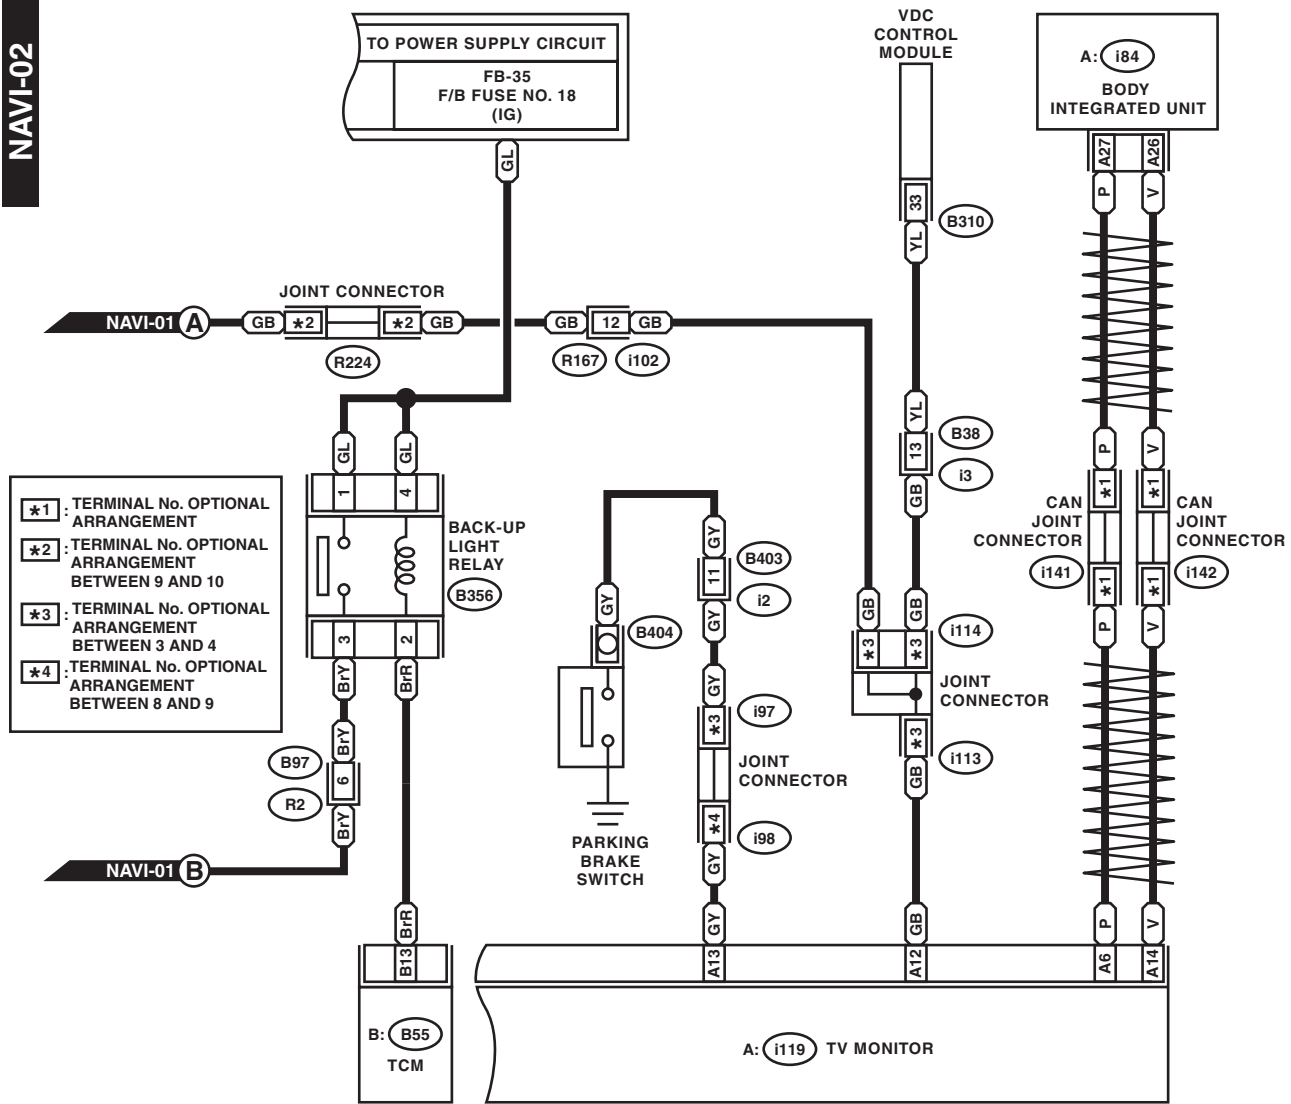 NAVI-02
TO POWER SUPPLY CIRCUIT
FB-35
F/B FUSE NO. 18
(IG)
GL
VDC
CONTROL
MODULE
33
B310
YL
A: i84
BODY
INTEGRATED UNIT
A27
A26
P
V
JOINT CONNECTOR
NAVI-01 A
GB
*2
*2
GB
R224
GB
12
GB
R167
i102
YL
B38
13
i3
GB
GL
GL
1
4
BACK-UP
LIGHT
RELAY
B356
3
2
BrY
BrR
*1 : TERMINAL No. OPTIONAL
ARRANGEMENT
*2 : TERMINAL No. OPTIONAL
ARRANGEMENT
BETWEEN 9 AND 10
*3 : TERMINAL No. OPTIONAL
ARRANGEMENT
BETWEEN 3 AND 4
*4 : TERMINAL No. OPTIONAL
ARRANGEMENT
BETWEEN 8 AND 9
BrY
B97
6
R2
BrY
NAVI-01 B
GY
B404
PARKING
BRAKE
SWITCH
GY
B403
11
i2
GY
GY
i97
*3
JOINT
CONNECTOR
*4
i98
GY
GB
GB
i114
*3
*3
JOINT
CONNECTOR
*3
i113
GB
P
V
*1
*1
CAN
JOINT
CONNECTOR
i141
CAN
JOINT
CONNECTOR
i142
*1
*1
P
V
BrR
B13
B: B55
TCM
GY
GB
P
V
A13
A12
A6
A14
A: i119 TV MONITOR